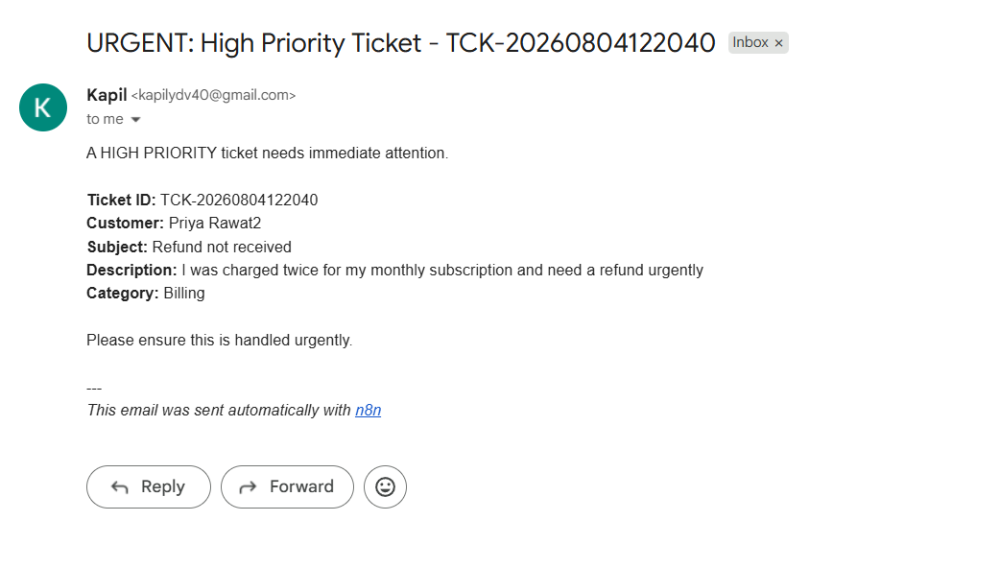 URGENT: High Priority Ticket - TCK-20260804122040 Inbox ×
K
Kapil <kapilydv40@gmail.com>
to me
A HIGH PRIORITY ticket needs immediate attention.
Ticket ID: TCK-20260804122040
Customer: Priya Rawat2
Subject: Refund not received
Description: I was charged twice for my monthly subscription and need a refund urgently
Category: Billing
Please ensure this is handled urgently.
---
This email was sent automatically with n8n
Reply Forward